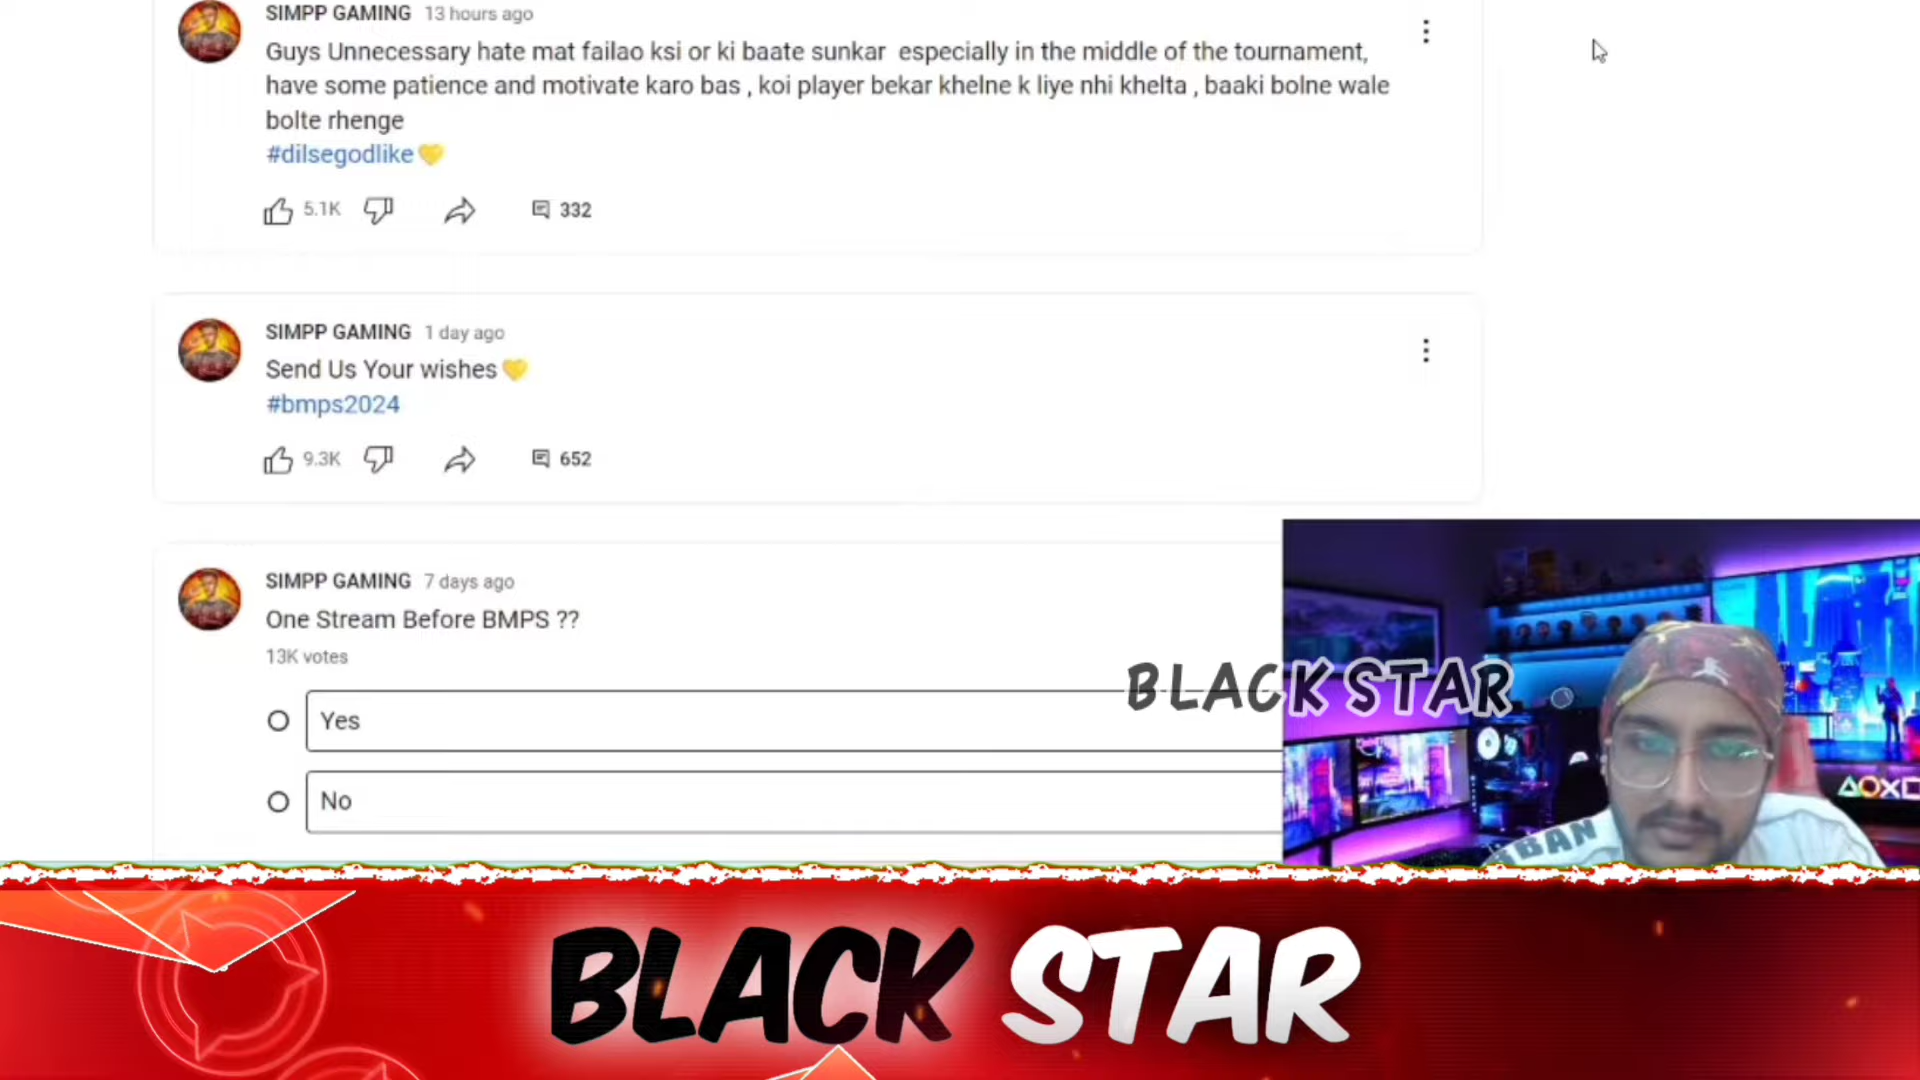 SIMPP GAMING 13 hours ago
Guys Unnecessary hate mat failao ksi or ki baate sunkar especially in the middle of the tournament,
have some patience and motivate karo bas , koi player bekar khelne k liye nhi khelta , baaki bolne wale
bolte rhenge
#dilsegodlike💛
5.1K 332
SIMPP GAMING 1 day ago
Send Us Your wishes💛
#bmps2024
9.3K 652
SIMPP GAMING 7 days ago
One Stream Before BMPS ??
13K votes
Yes
No
BLACK STAR
BAN
BLACK STAR